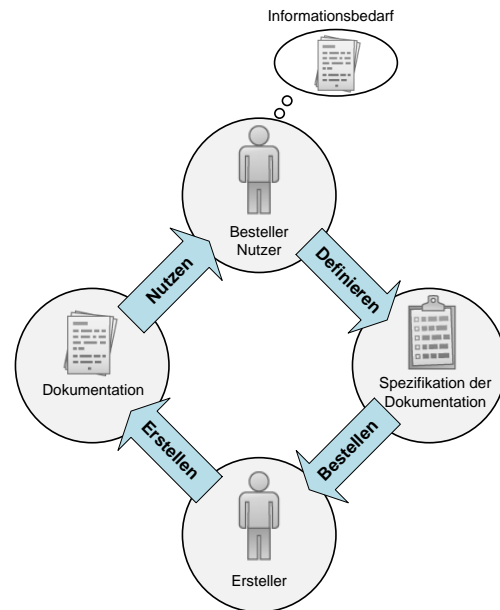 Informationsbedarf
Besteller
Nutzer
Nutzen
Definieren
Dokumentation
Spezifikation der
Dokumentation
Erstellen
Bestellen
Ersteller